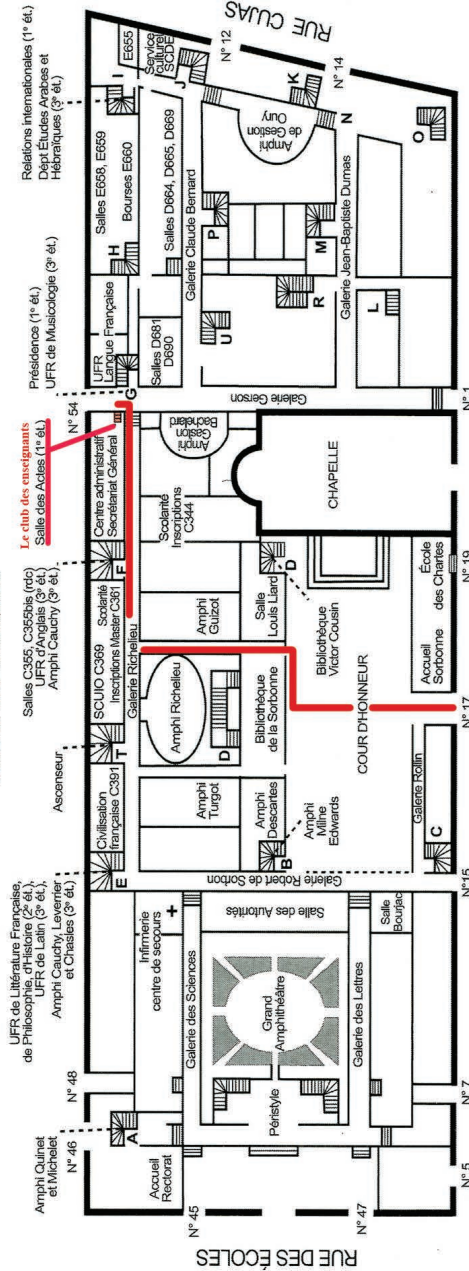 Amphi Quinet
et Michelet
N° 46
N° 48
UFR de Littérature Française,
de Philosophie, d'Histoire (2e ét.),
UFR de Latin (3e ét.),
Amphi Cauchy, Leverrier
et Chasles (3e ét.)
Ascenseur
Salles C355, C355bis (rdc)
UFR d'Anglais (3e ét.)
Amphi Cauchy (3e ét.)
Le club des enseignants
Salle des Actes (1e ét.)
N° 54
Présidence (1e ét.)
UFR de Musicologie (3e ét.)
Relations internationales (1e ét.)
Dépt Études Arabes et
Hébraïques (3e ét.)
RUE DES ÉCOLES
Accueil
Rectorat
A
Infirmerie
centre de secours
E
Civilisation
française C391
T
SCUIO C369
Scolarité
Inscriptions Master C361
F
Centre administratif
Secrétariat Général
G
UFR
Langue Française
H
Salles E658, E659
Bourses E660
I
E655
Service
culturel
SCDE
J
N° 12
RUE CUJAS
N° 45
Galerie des Sciences
Galerie Richelieu
Amphi
Turgot
Amphi Richelieu
D
Amphi
Guizot
Scolarité
Inscriptions
C344
Amphi
Gaston
Bachelard
Salles D681
D690
Salles D664, D665, D669
Galerie Claude Bernard
U
P
Amphi
de Gestion
Oury
K
N° 14
Péristyle
Grand
Amphithéâtre
Salle des Autorités
Galerie Robert de Sorbon
Amphi
Descartes
B
Amphi
Milne
Edwards
Bibliothèque
de la Sorbonne
Salle
Louis Liard
D
Bibliothèque
Victor Cousin
COUR D'HONNEUR
CHAPELLE
Galerie Gerson
R
M
N
Galerie Jean-Baptiste Dumas
L
O
N° 47
Galerie des Lettres
Salle
Bourjac
Galerie Rollin
C
Accueil
Sorbonne
École
des Chartes
N° 5
N° 7
N° 15
N° 17
N° 19
N° 1